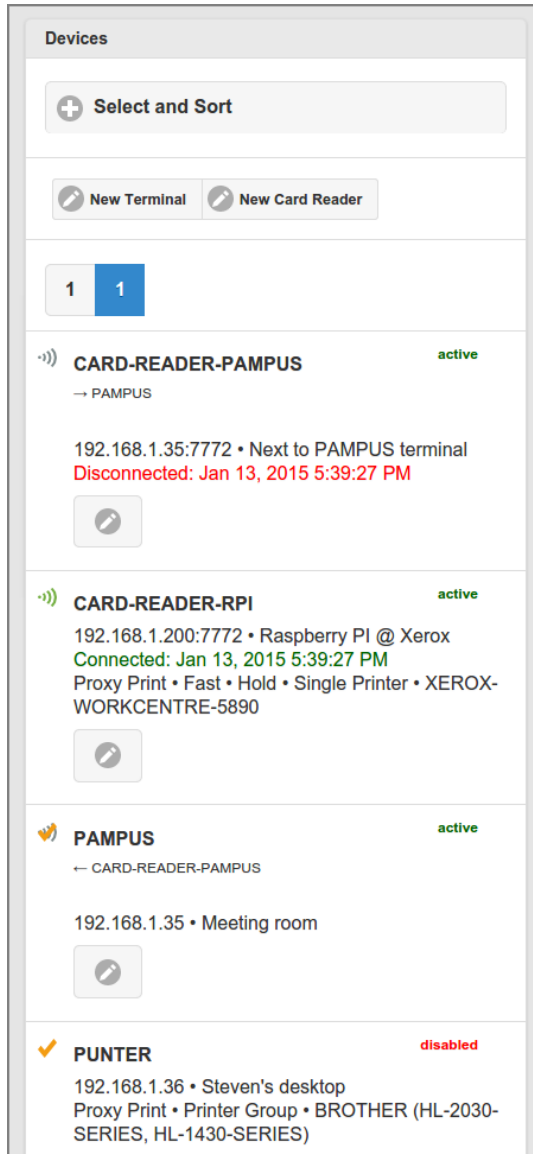 Devices
Select and Sort
New Terminal New Card Reader
1 1
CARD-READER-PAMPUS active
→ PAMPUS
192.168.1.35:7772 • Next to PAMPUS terminal
Disconnected: Jan 13, 2015 5:39:27 PM
CARD-READER-RPI active
192.168.1.200:7772 • Raspberry PI @ Xerox
Connected: Jan 13, 2015 5:39:27 PM
Proxy Print • Fast • Hold • Single Printer • XEROX-
WORKCENTRE-5890
PAMPUS active
← CARD-READER-PAMPUS
192.168.1.35 • Meeting room
PUNTER disabled
192.168.1.36 • Steven's desktop
Proxy Print • Printer Group • BROTHER (HL-2030-
SERIES, HL-1430-SERIES)